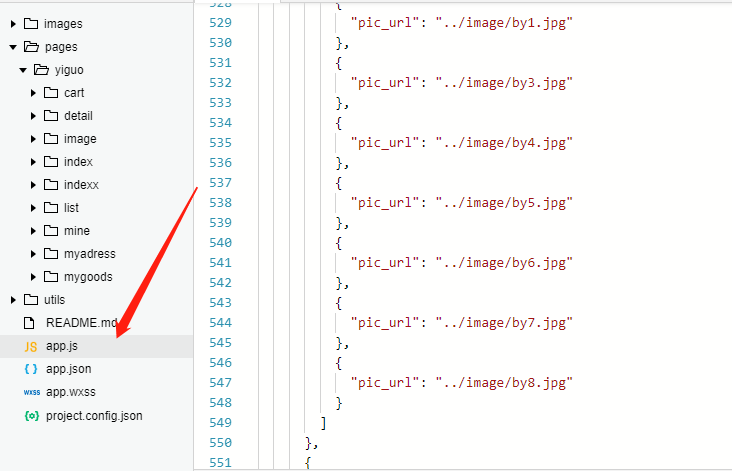 images
pages
yiguo
cart
detail
image
index
indexx
list
mine
myadress
mygoods
utils
README.md
JS app.js
{ } app.json
wxss app.wxss
{o} project.config.json
528 {
529 "pic_url": "../image/by1.jpg"
530 },
531 {
532 "pic_url": "../image/by3.jpg"
533 },
534 {
535 "pic_url": "../image/by4.jpg"
536 },
537 {
538 "pic_url": "../image/by5.jpg"
539 },
540 {
541 "pic_url": "../image/by6.jpg"
542 },
543 {
544 "pic_url": "../image/by7.jpg"
545 },
546 {
547 "pic_url": "../image/by8.jpg"
548 }
549 ]
550 },
551 {